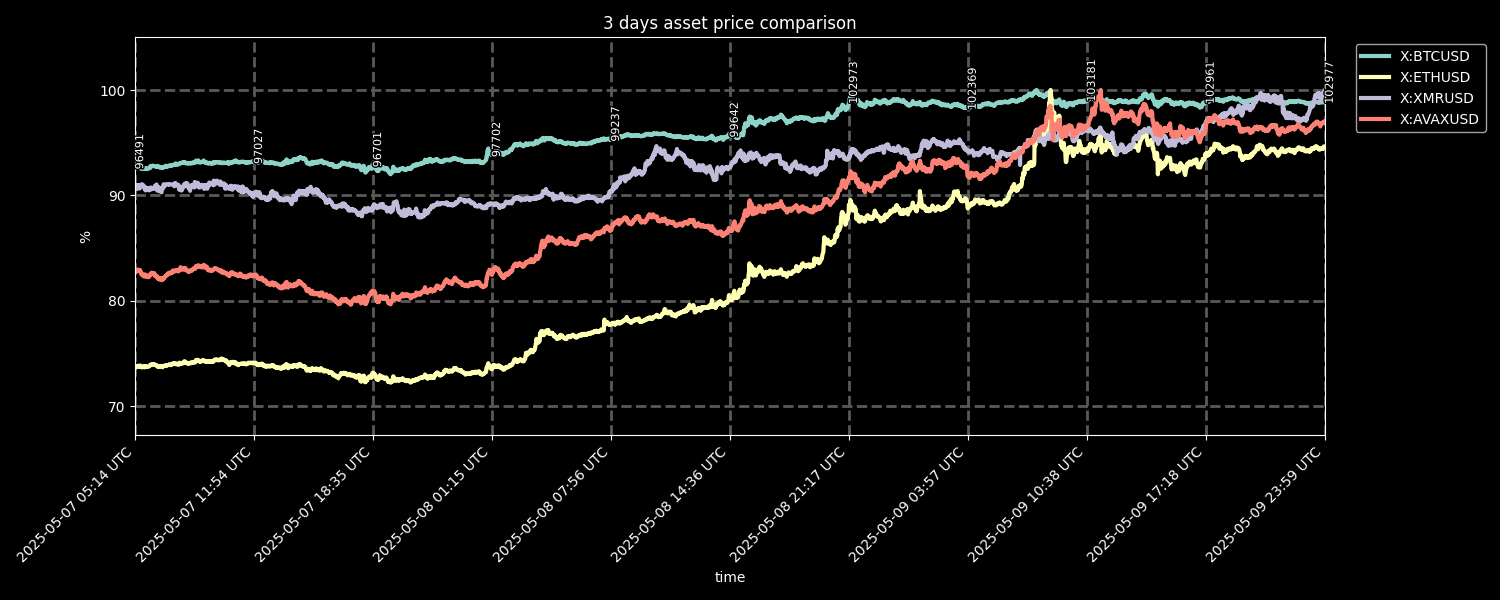 3 days asset price comparison
X:BTCUSD
X:ETHUSD
X:XMRUSD
X:AVAXUSD
100
90
80
70
%
96491
97027
96701
97702
99237
99642
102973
102369
103181
102961
102977
2025-05-07 05:14 UTC
2025-05-07 11:54 UTC
2025-05-07 18:35 UTC
2025-05-08 01:15 UTC
2025-05-08 07:56 UTC
2025-05-08 14:36 UTC
2025-05-08 21:17 UTC
2025-05-09 03:57 UTC
2025-05-09 10:38 UTC
2025-05-09 17:18 UTC
2025-05-09 23:59 UTC
time